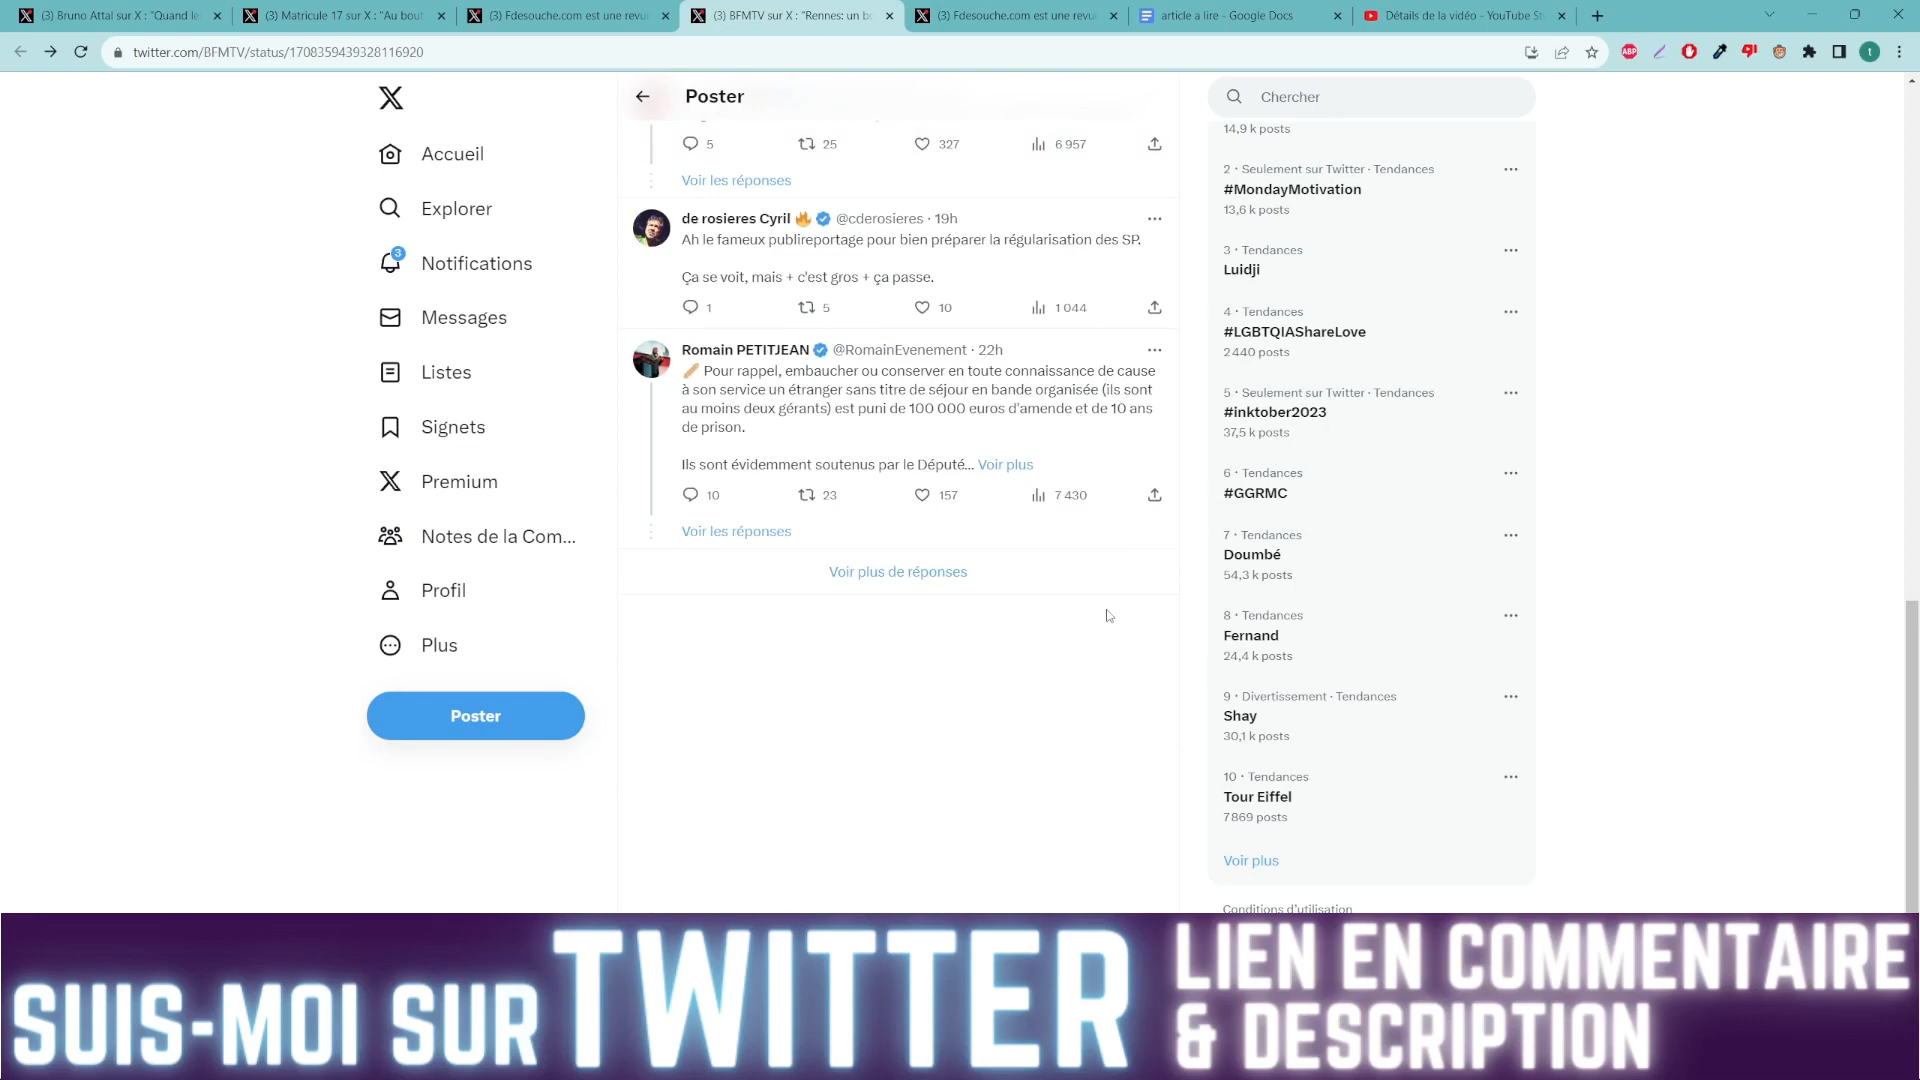 (3) Bruno Attal sur X : "Quand le
(3) Matricule 17 sur X : "Au bout
(3) Fdesouche.com est une revue
(3) BFMTV sur X : "Rennes: un bo
(3) Fdesouche.com est une revue
article a lire - Google Docs
Détails de la vidéo - YouTube St
twitter.com/BFMTV/status/1708359439328116920
ABP
t
X
Accueil
Explorer
3
Notifications
Messages
Listes
Signets
Premium
Notes de la Com...
Profil
Plus
Poster
Poster
5 25 327 6 957
Voir les réponses
de rosieres Cyril 🔥 @cderosieres · 19h
Ah le fameux publireportage pour bien préparer la régularisation des SP.
Ça se voit, mais + c'est gros + ça passe.
1 5 10 1 044
Romain PETITJEAN @RomainEvenement · 22h
🥖 Pour rappel, embaucher ou conserver en toute connaissance de cause
à son service un étranger sans titre de séjour en bande organisée (ils sont
au moins deux gérants) est puni de 100 000 euros d'amende et de 10 ans
de prison.
Ils sont évidemment soutenus par le Député... Voir plus
10 23 157 7 430
Voir les réponses
Voir plus de réponses
Chercher
14,9 k posts
2 · Seulement sur Twitter · Tendances
#MondayMotivation
13,6 k posts
3 · Tendances
Luidji
4 · Tendances
#LGBTQIAShareLove
2 440 posts
5 · Seulement sur Twitter · Tendances
#inktober2023
37,5 k posts
6 · Tendances
#GGRMC
7 · Tendances
Doumbé
54,3 k posts
8 · Tendances
Fernand
24,4 k posts
9 · Divertissement · Tendances
Shay
30,1 k posts
10 · Tendances
Tour Eiffel
7 869 posts
Voir plus
Conditions d'utilisation
SUIS-MOI SUR TWITTER
LIEN EN COMMENTAIRE
& DESCRIPTION